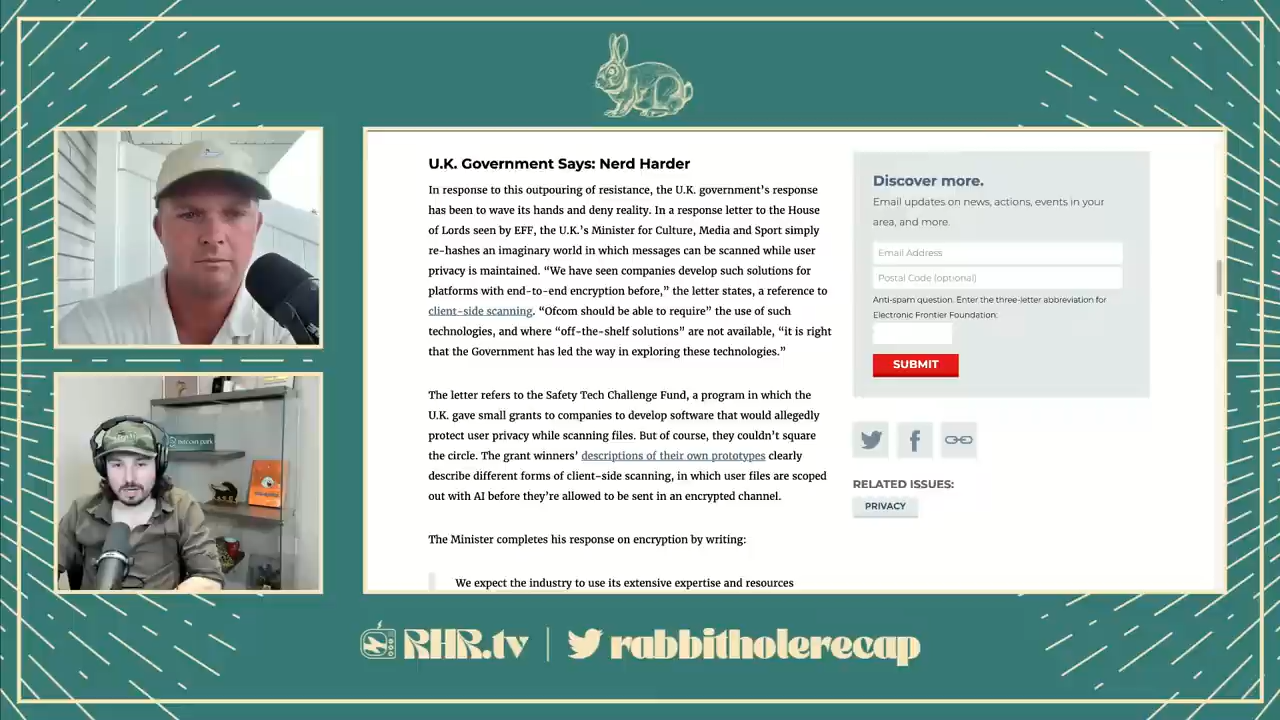 U.K. Government Says: Nerd Harder
In response to this outpouring of resistance, the U.K. government’s response
has been to wave its hands and deny reality. In a response letter to the House
of Lords seen by EFF, the U.K.’s Minister for Culture, Media and Sport simply
re-hashes an imaginary world in which messages can be scanned while user
privacy is maintained. “We have seen companies develop such solutions for
platforms with end-to-end encryption before,” the letter states, a reference to
client-side scanning. “Ofcom should be able to require” the use of such
technologies, and where “off-the-shelf solutions” are not available, “it is right
that the Government has led the way in exploring these technologies.”
The letter refers to the Safety Tech Challenge Fund, a program in which the
U.K. gave small grants to companies to develop software that would allegedly
protect user privacy while scanning files. But of course, they couldn’t square
the circle. The grant winners’ descriptions of their own prototypes clearly
describe different forms of client-side scanning, in which user files are scoped
out with AI before they’re allowed to be sent in an encrypted channel.
The Minister completes his response on encryption by writing:
We expect the industry to use its extensive expertise and resources
Discover more.
Email updates on news, actions, events in your
area, and more.
Email Address
Postal Code (optional)
Anti-spam question. Enter the three-letter abbreviation for
Electronic Frontier Foundation:
SUBMIT
RELATED ISSUES:
PRIVACY
bitcoin park
RHR.tv
rabbitholerecap